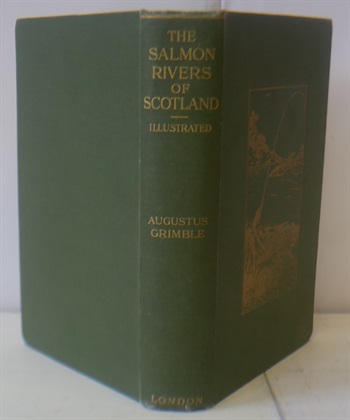 THE
SALMON
RIVERS
OF
SCOTLAND
ILLUSTRATED
AUGUSTUS
GRIMBLE
LONDON